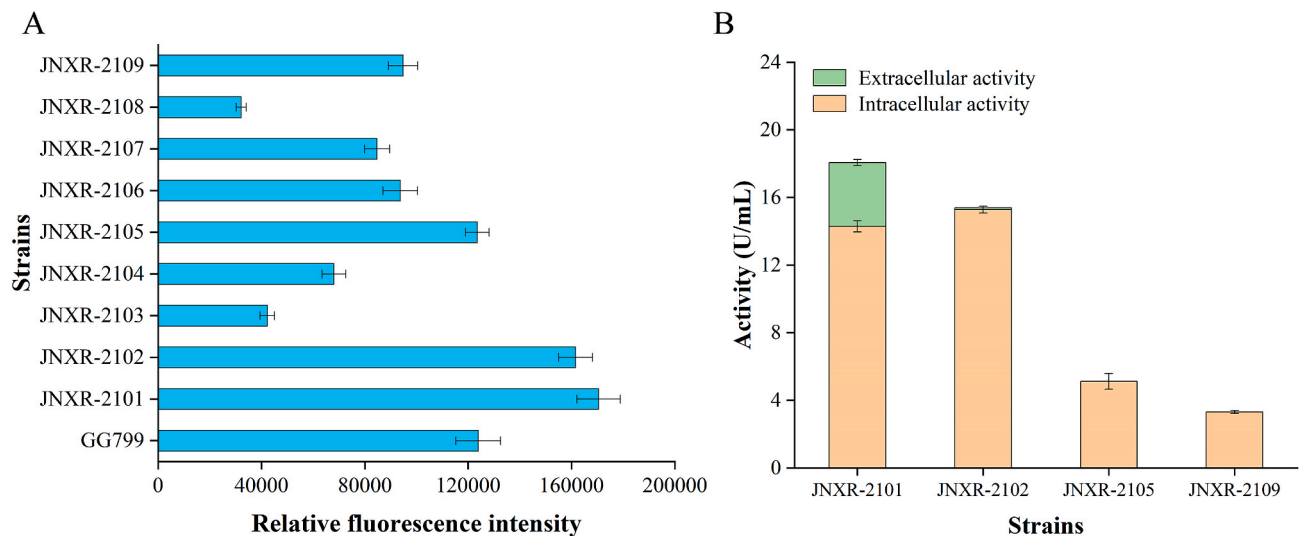 A
Strains
JNXR-2109
JNXR-2108
JNXR-2107
JNXR-2106
JNXR-2105
JNXR-2104
JNXR-2103
JNXR-2102
JNXR-2101
GG799
0 40000 80000 120000 160000 200000
Relative fluorescence intensity
B
Activity (U/mL)
24
20
16
12
8
4
0
Extracellular activity
Intracellular activity
JNXR-2101 JNXR-2102 JNXR-2105 JNXR-2109
Strains